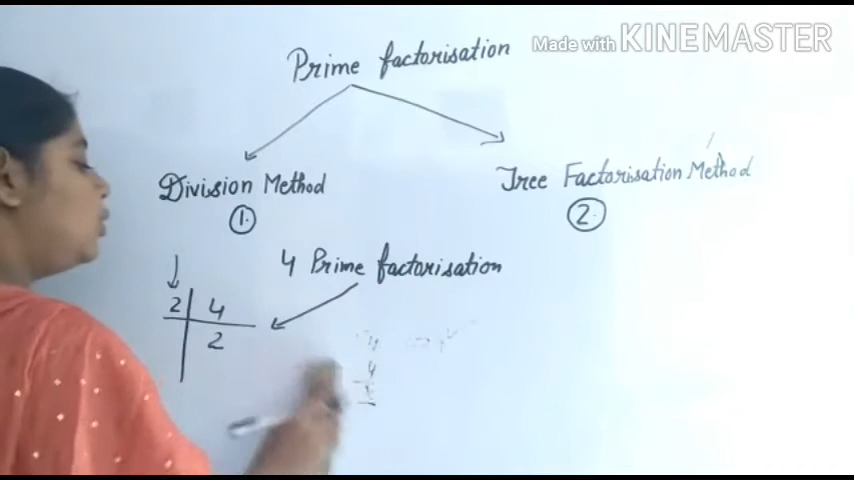 Made with KINEMASTER
Prime factorisation
Division Method
1.
Tree Factorisation Method
2.
4 Prime factorisation
2 4
2